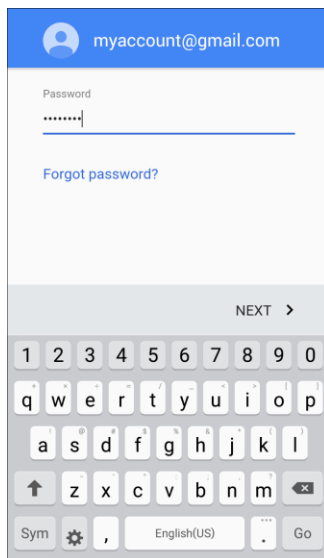 myaccount@gmail.com
Password
••••••••
Forgot password?
NEXT
1 2 3 4 5 6 7 8 9 0
q w e r t y u i o p
a s d f g h j k l
z x c v b n m
Sym , English(US) . Go